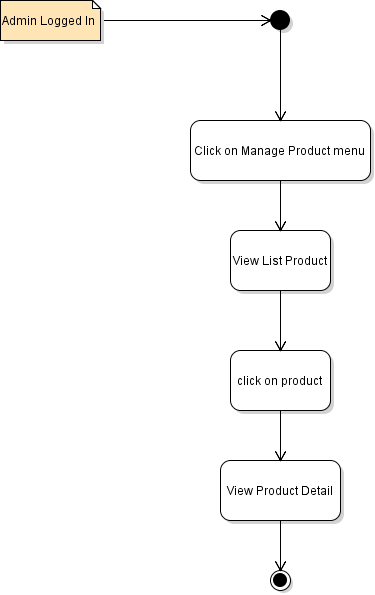 Admin Logged In
Click on Manage Product menu
View List Product
click on product
View Product Detail